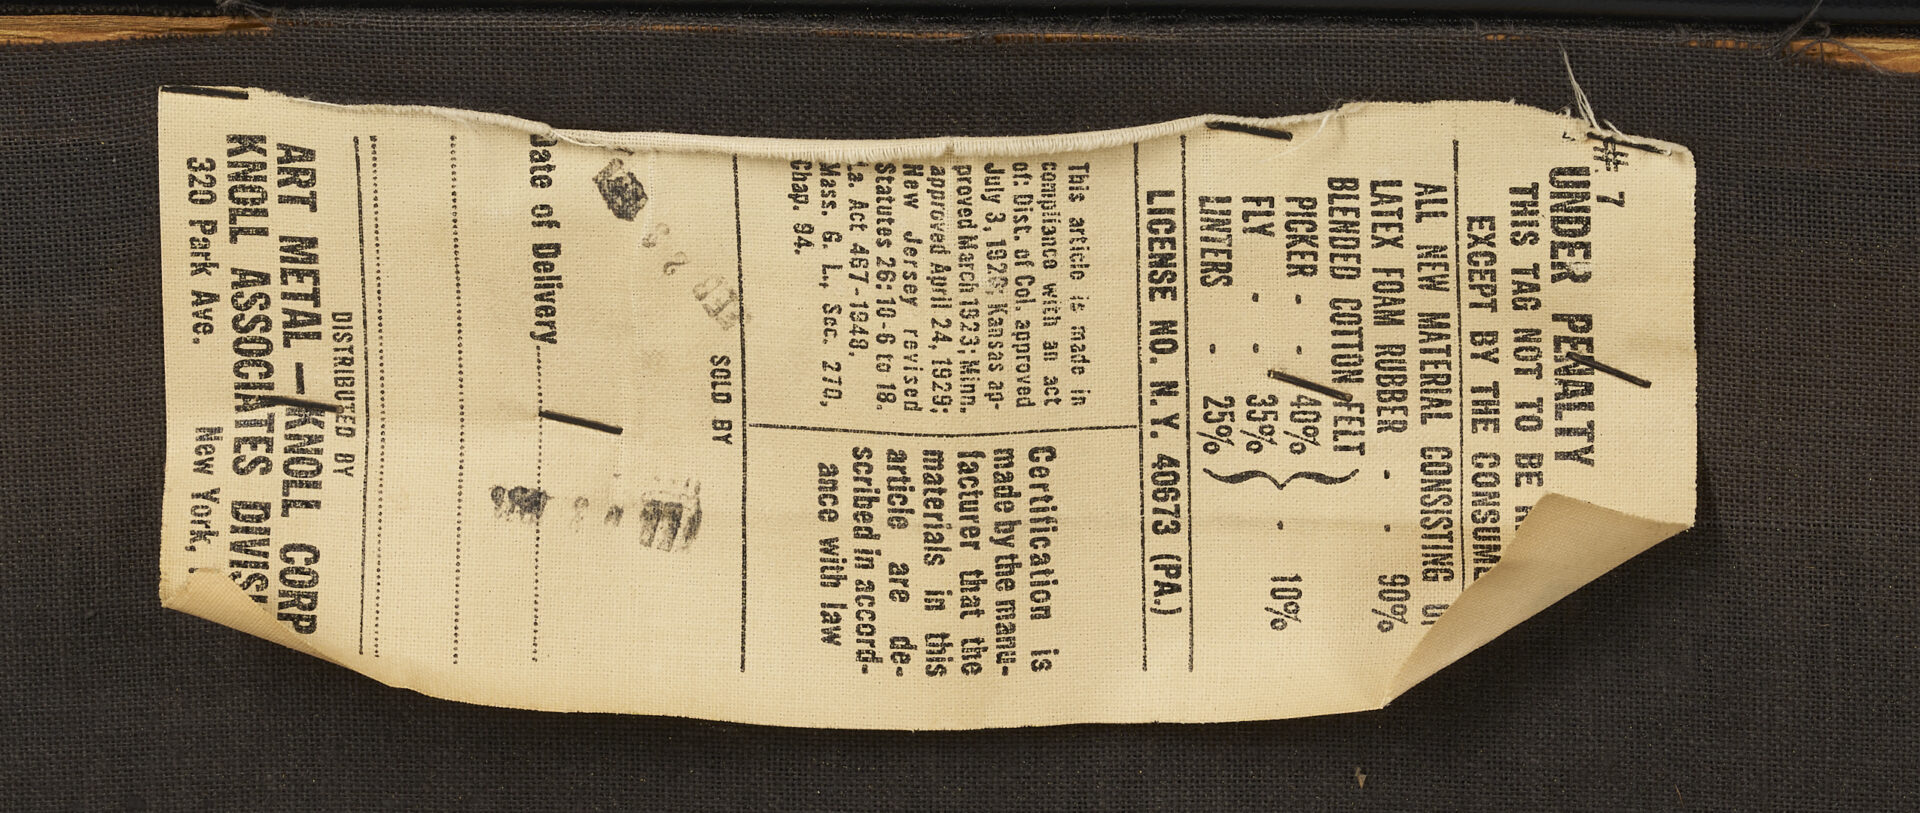 # 7
UNDER PENALTY
THIS TAG NOT TO BE
EXCEPT BY THE CONSUME
ALL NEW MATERIAL CONSISTING
LATEX FOAM RUBBER - - 90%
BLENDED COTTON FELT
PICKER - - 40%
FLY - - 35% } - 10%
LINTERS - 25%
LICENSE NO. N. Y. 40673 (PA.)
This article is made in
compliance with an act
of: Dist. of Col. approved
July 3, 1926; Kansas ap-
proved March 1923; Minn.
approved April 24, 1929;
New Jersey revised
Statutes 26:10-6 to 18.
La. Act 467-1948.
Mass. G. L., Sec. 270,
Chap. 94.
Certification is
made by the manu-
facturer that the
materials in this
article are de-
scribed in accord-
ance with law
SOLD BY
FEB 2
Date of Delivery
DISTRIBUTED BY
ART METAL—KNOLL CORP
KNOLL ASSOCIATES DIVISI
320 Park Ave. New York,